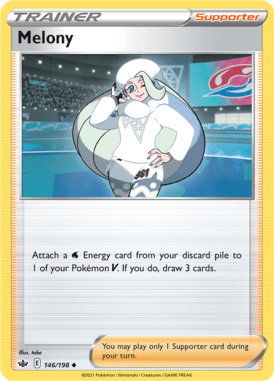 TRAINER Supporter
Melony
Attach a Energy card from your discard pile to
1 of your Pokémon V. If you do, draw 3 cards.
You may play only 1 Supporter card during
your turn.
Illus. take
E 146/198
©2021 Pokémon / Nintendo / Creatures / GAME FREAK